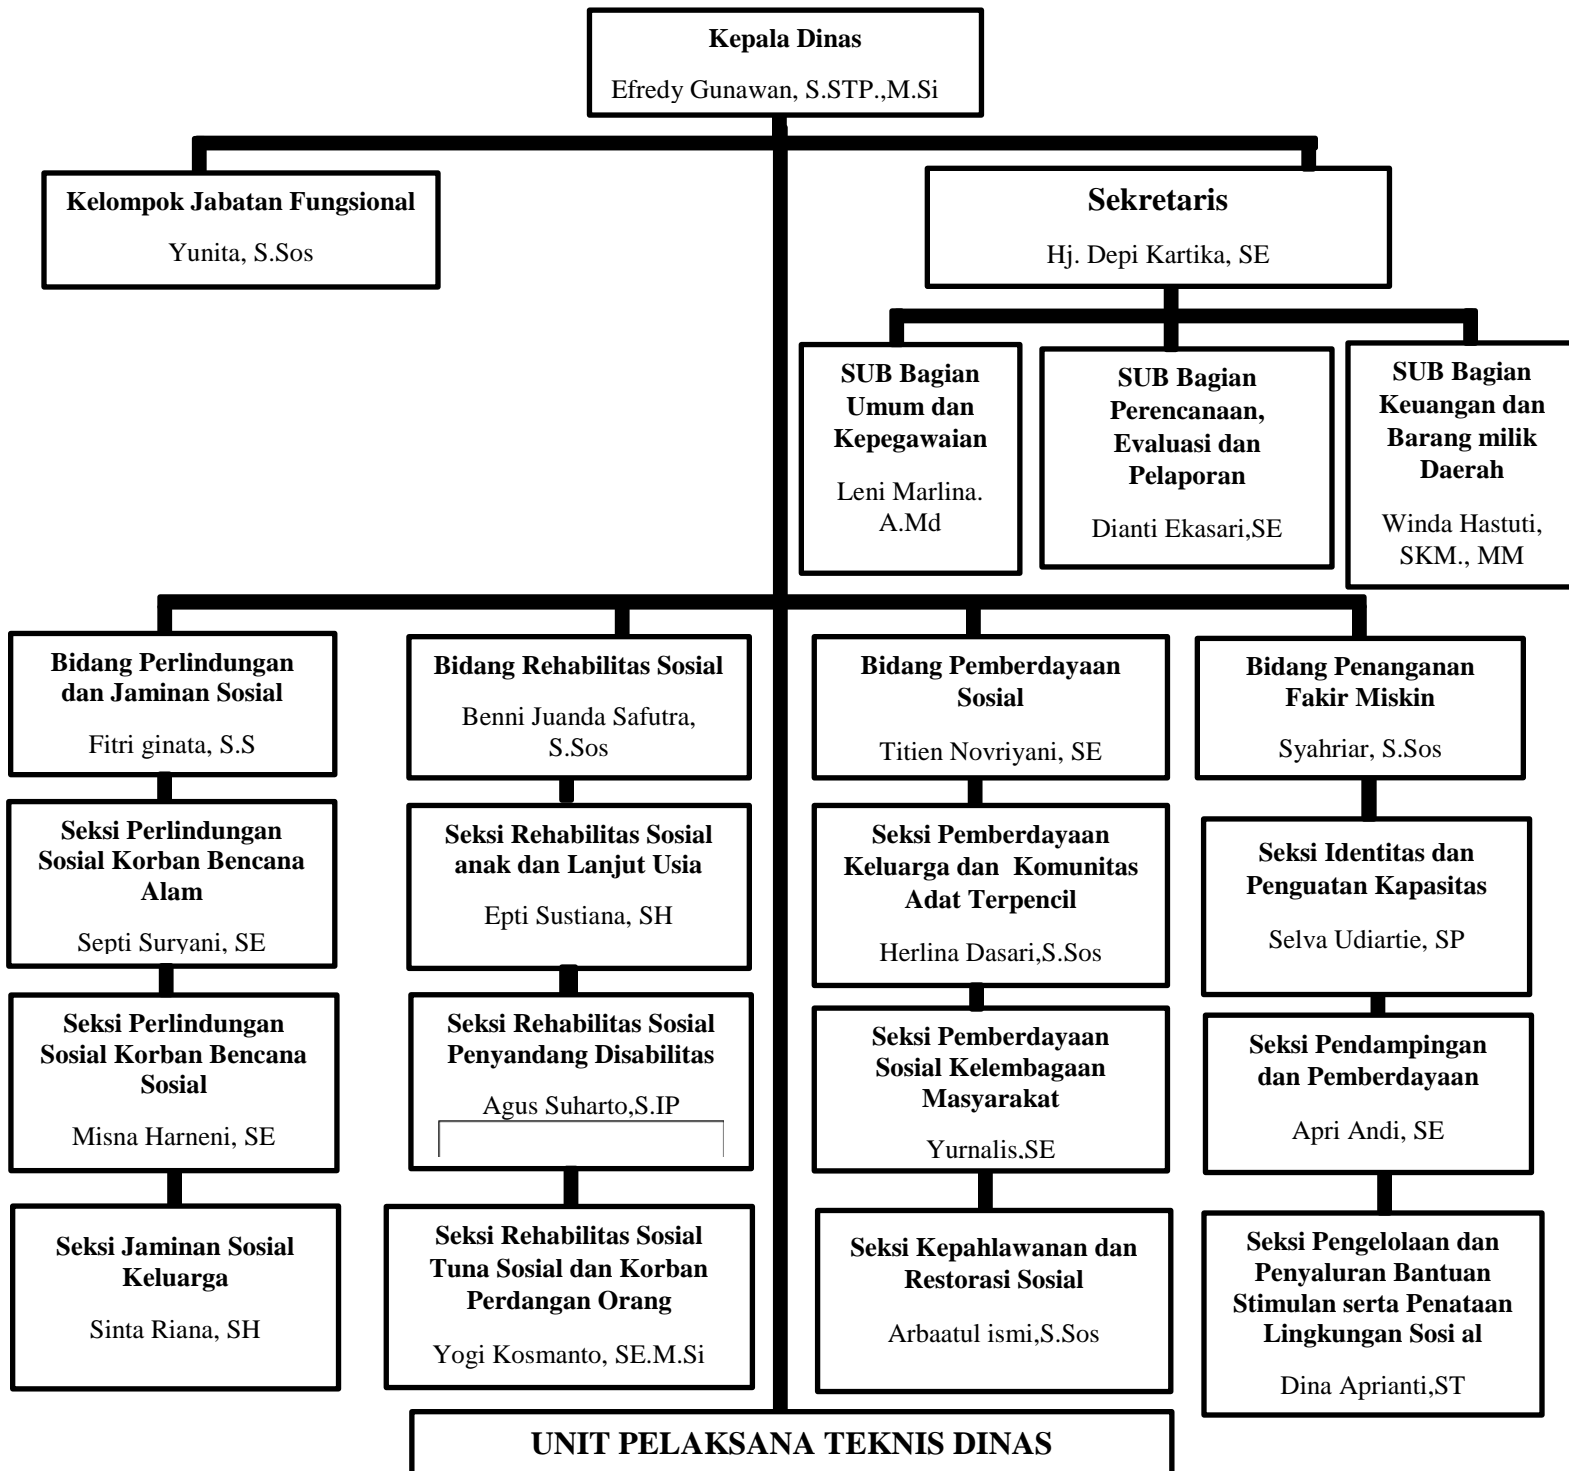 Kepala Dinas
Efredy Gunawan, S.STP.,M.Si
Kelompok Jabatan Fungsional
Yunita, S.Sos
Sekretaris
Hj. Depi Kartika, SE
SUB Bagian
Umum dan
Kepegawaian
Leni Marlina.
A.Md
SUB Bagian
Perencanaan,
Evaluasi dan
Pelaporan
Dianti Ekasari,SE
SUB Bagian
Keuangan dan
Barang milik
Daerah
Winda Hastuti,
SKM., MM
Bidang Perlindungan
dan Jaminan Sosial
Fitri ginata, S.S
Bidang Rehabilitas Sosial
Benni Juanda Safutra,
S.Sos
Bidang Pemberdayaan
Sosial
Titien Novriyani, SE
Bidang Penanganan
Fakir Miskin
Syahriar, S.Sos
Seksi Perlindungan
Sosial Korban Bencana
Alam
Septi Suryani, SE
Seksi Rehabilitas Sosial
anak dan Lanjut Usia
Epti Sustiana, SH
Seksi Pemberdayaan
Keluarga dan Komunitas
Adat Terpencil
Herlina Dasari,S.Sos
Seksi Identitas dan
Penguatan Kapasitas
Selva Udiartie, SP
Seksi Perlindungan
Sosial Korban Bencana
Sosial
Misna Harneni, SE
Seksi Rehabilitas Sosial
Penyandang Disabilitas
Agus Suharto,S.IP
Seksi Pemberdayaan
Sosial Kelembagaan
Masyarakat
Yurnalis,SE
Seksi Pendampingan
dan Pemberdayaan
Apri Andi, SE
Seksi Jaminan Sosial
Keluarga
Sinta Riana, SH
Seksi Rehabilitas Sosial
Tuna Sosial dan Korban
Perdangan Orang
Yogi Kosmanto, SE.M.Si
Seksi Kepahlawanan dan
Restorasi Sosial
Arbaatul ismi,S.Sos
Seksi Pengelolaan dan
Penyaluran Bantuan
Stimulan serta Penataan
Lingkungan Sosi al
Dina Aprianti,ST
UNIT PELAKSANA TEKNIS DINAS